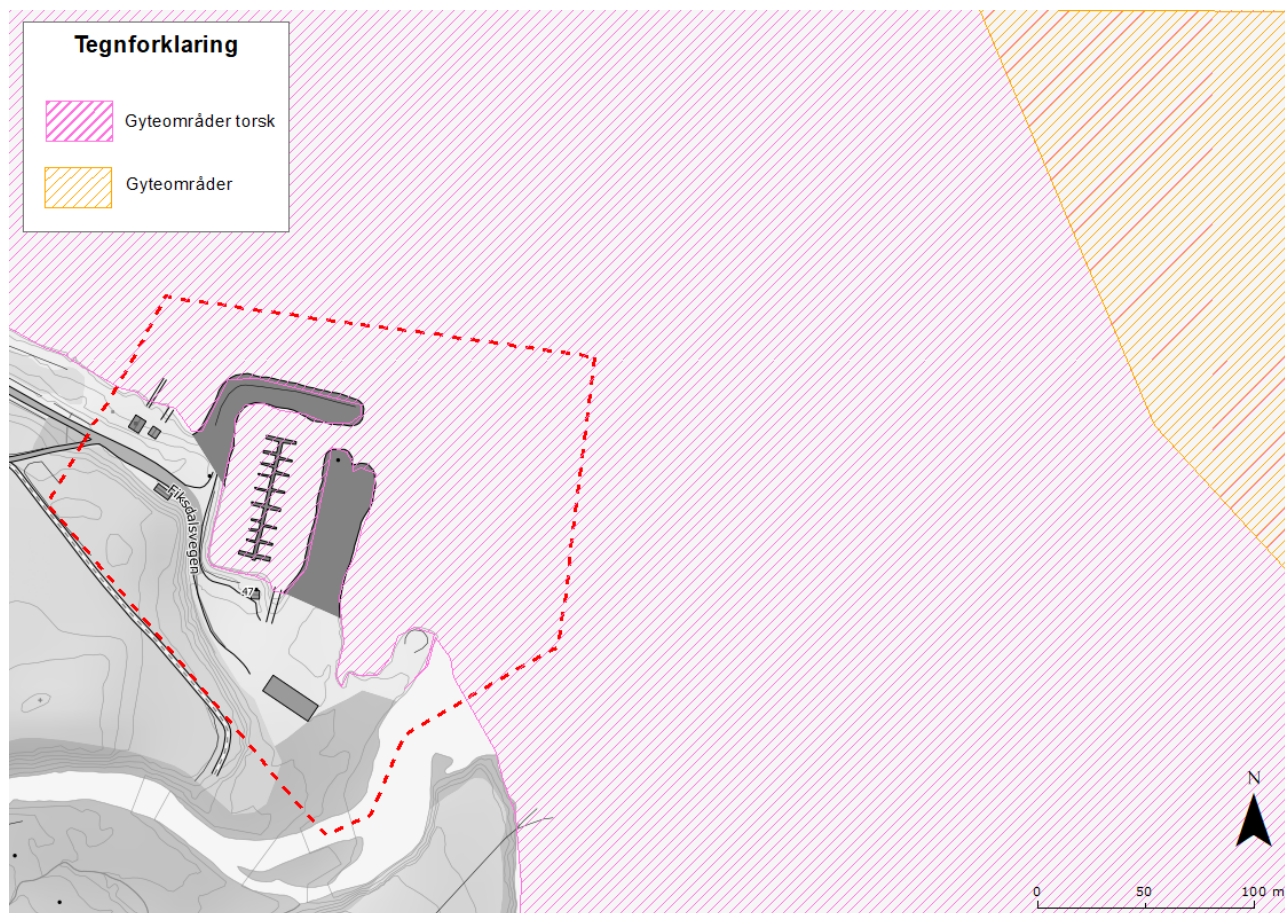 Tegnforklaring
Gyteområder torsk
Gyteområder
Fiksdalsvegen
47
N
0 50 100 m